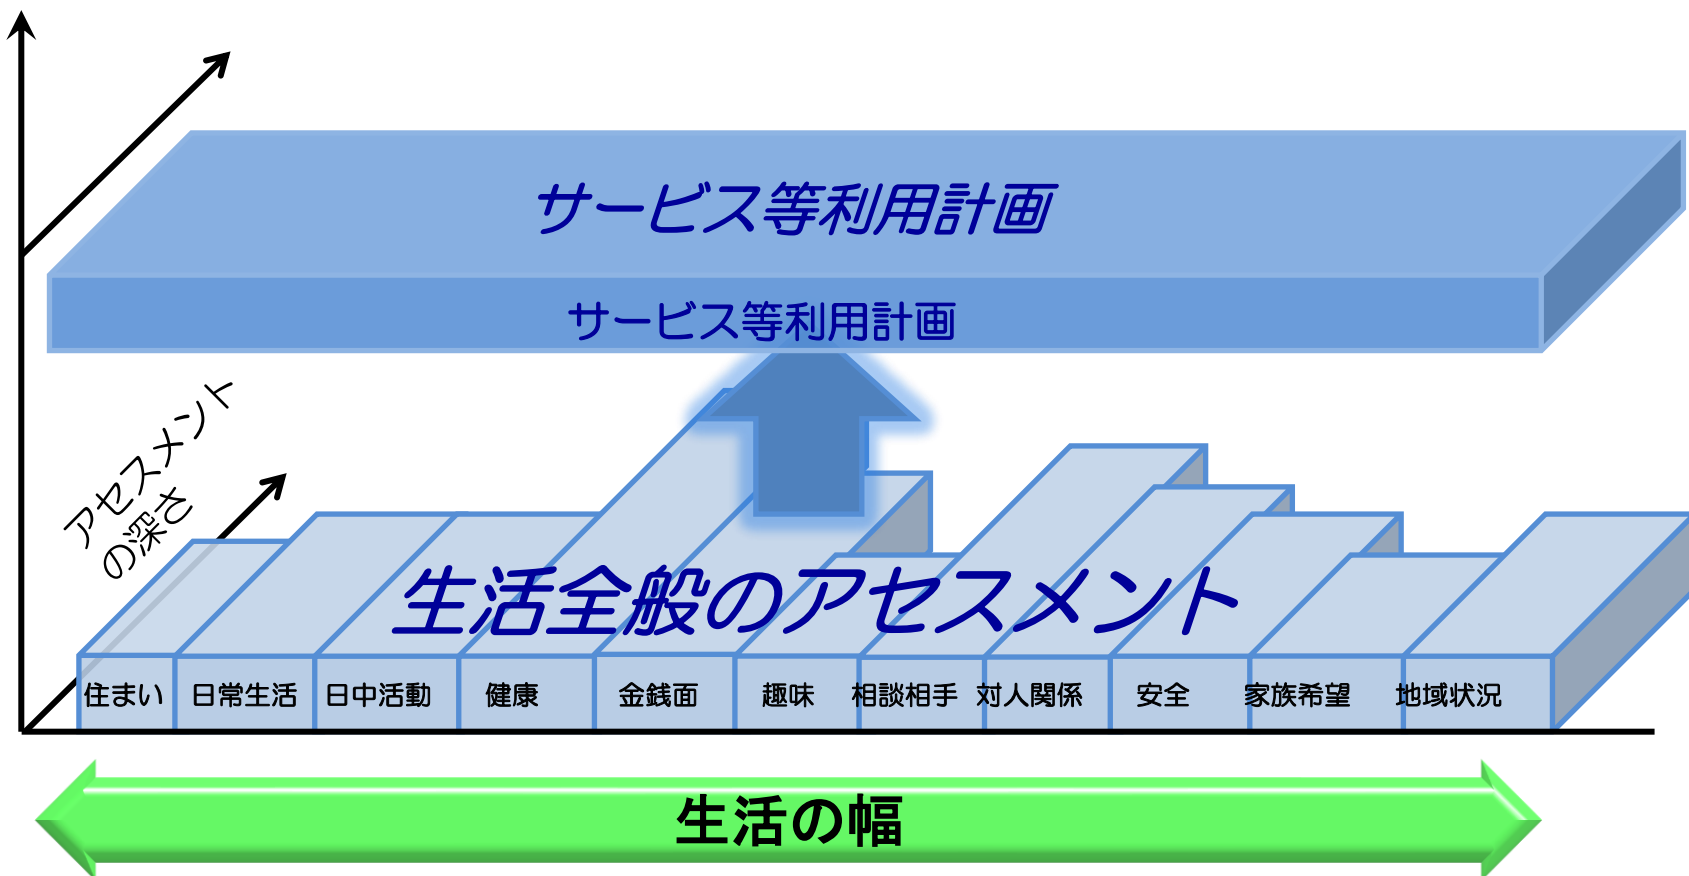 サービス等利用計画
サービス等利用計画
アセスメント
の深さ
生活全般のアセスメント
住まい
日常生活
日中活動
健康
金銭面
趣味
相談相手
対人関係
安全
家族希望
地域状況
生活の幅